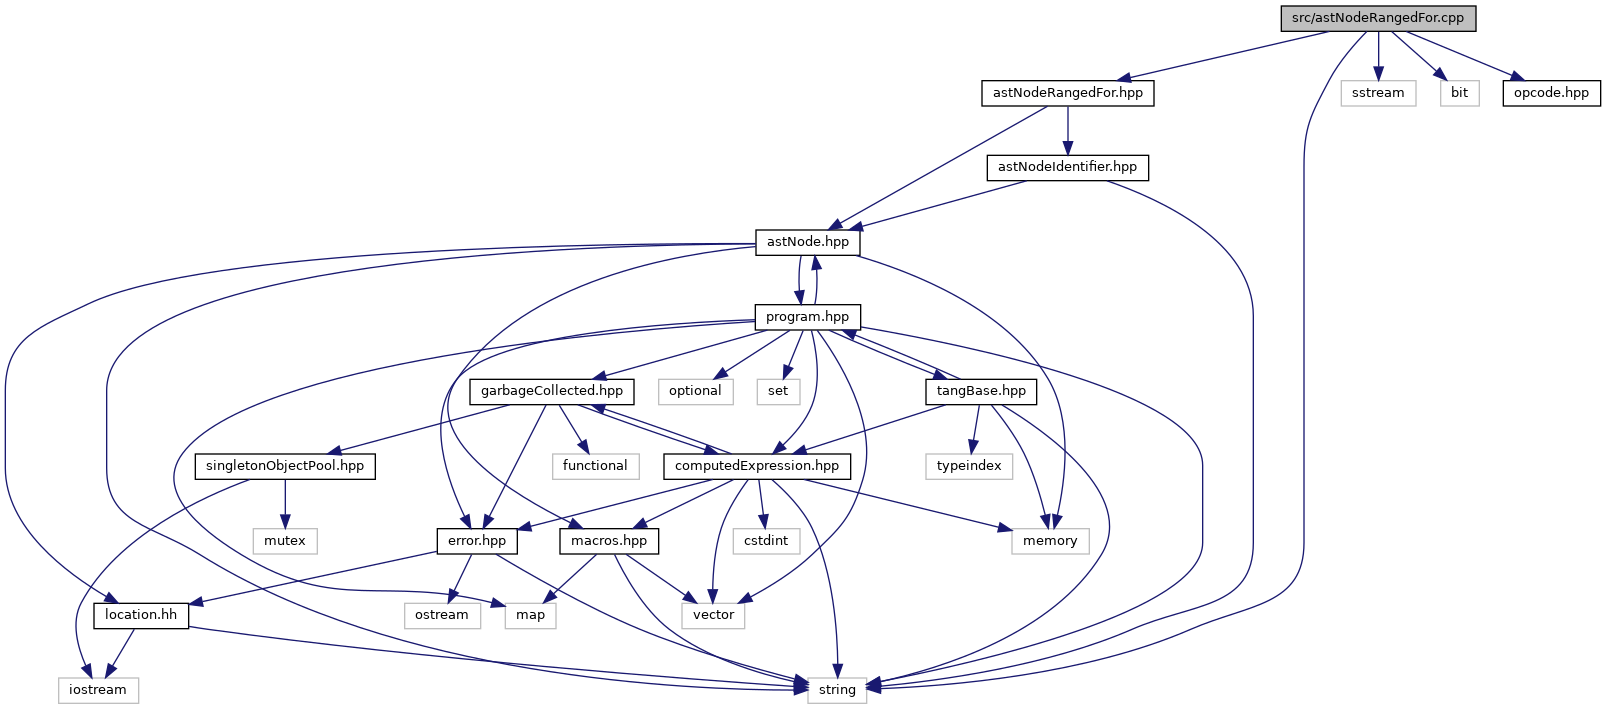 src/astNodeRangedFor.cpp
astNodeRangedFor.hpp
sstream
bit
opcode.hpp
astNodeIdentifier.hpp
astNode.hpp
program.hpp
garbageCollected.hpp
optional
set
tangBase.hpp
singletonObjectPool.hpp
functional
computedExpression.hpp
typeindex
mutex
error.hpp
macros.hpp
cstdint
memory
location.hh
ostream
map
vector
iostream
string